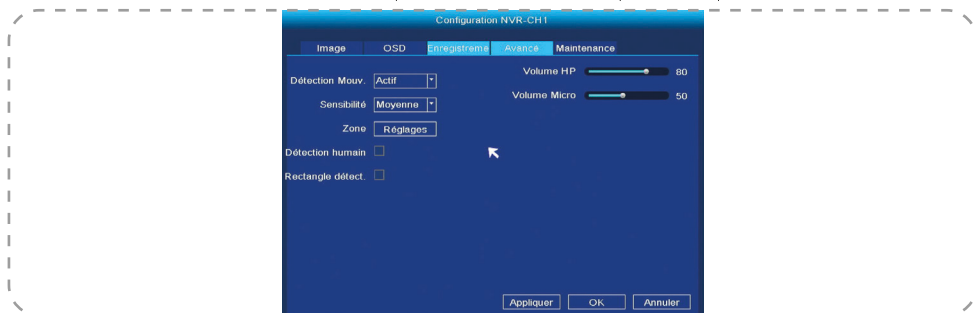 Configuration NVR-CH1
Image OSD Enregistreme Avance Maintenance
Détection Mouv. Actif
Sensibilité Moyenne
Zone Réglages
Détection humain
Rectangle détect.
Volume HP 80
Volume Micro 50
Appliquer OK Annuler